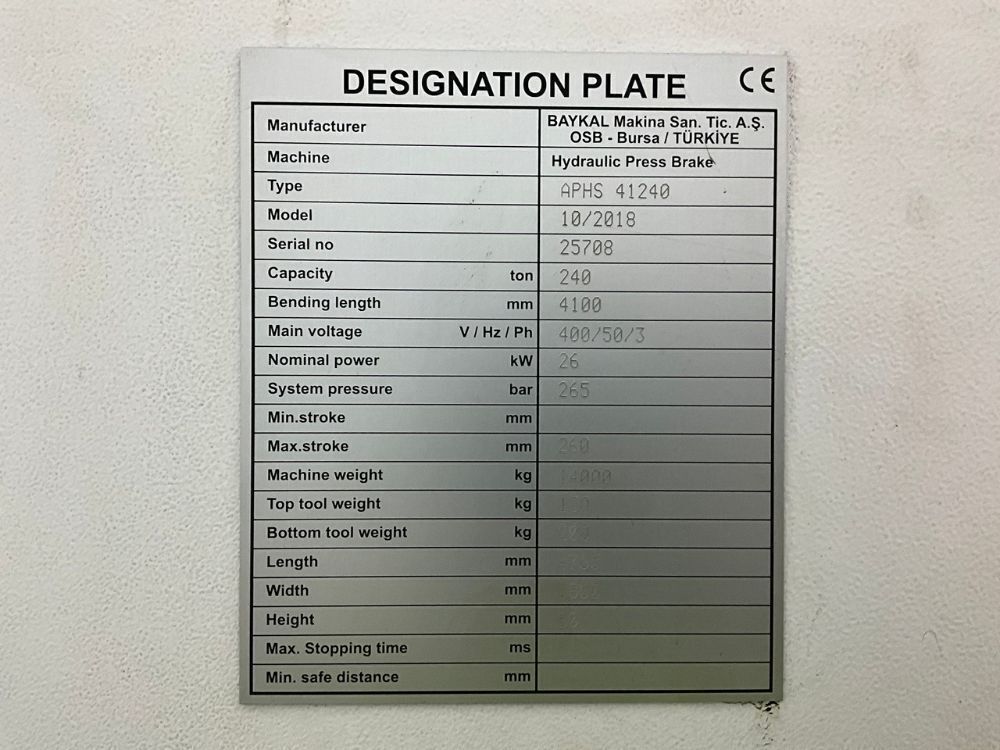 DESIGNATION PLATE CE
Manufacturer BAYKAL Makina San. Tic. A.Ş.
OSB - Bursa / TÜRKİYE
Machine Hydraulic Press Brake
Type APHS 41240
Model 10/2018
Serial no 25708
Capacity ton 240
Bending length mm 4100
Main voltage V / Hz / Ph 400/50/3
Nominal power kW 26
System pressure bar 265
Min.stroke mm
Max.stroke mm 260
Machine weight kg
Top tool weight kg
Bottom tool weight kg
Length mm
Width mm
Height mm
Max. Stopping time ms
Min. safe distance mm